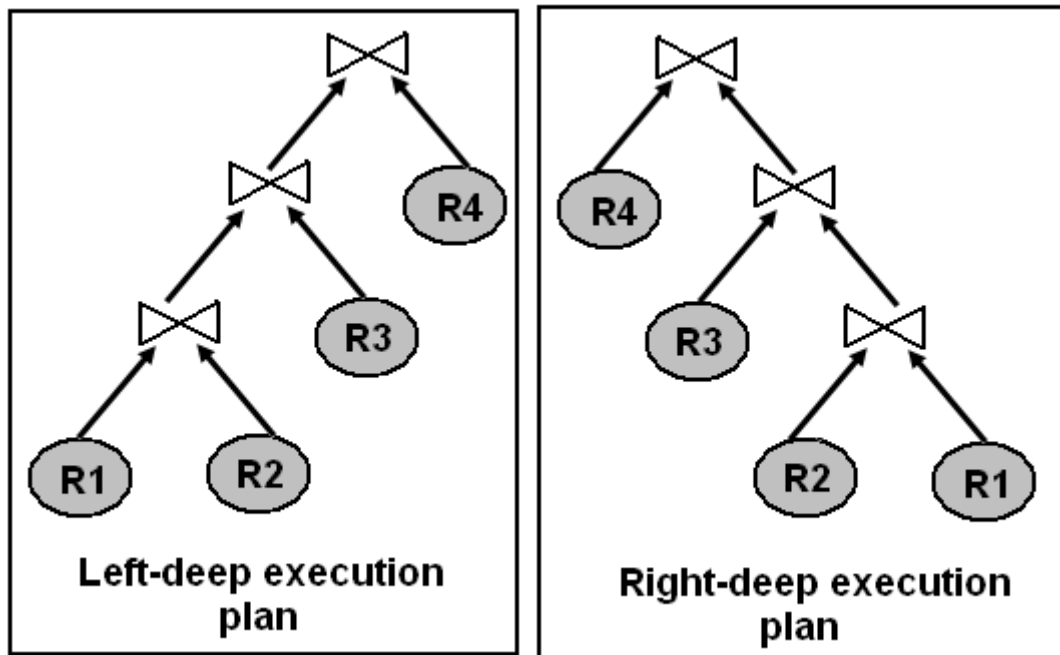 R4
R3
R1
R2
Left-deep execution
plan
R4
R3
R2
R1
Right-deep execution
plan